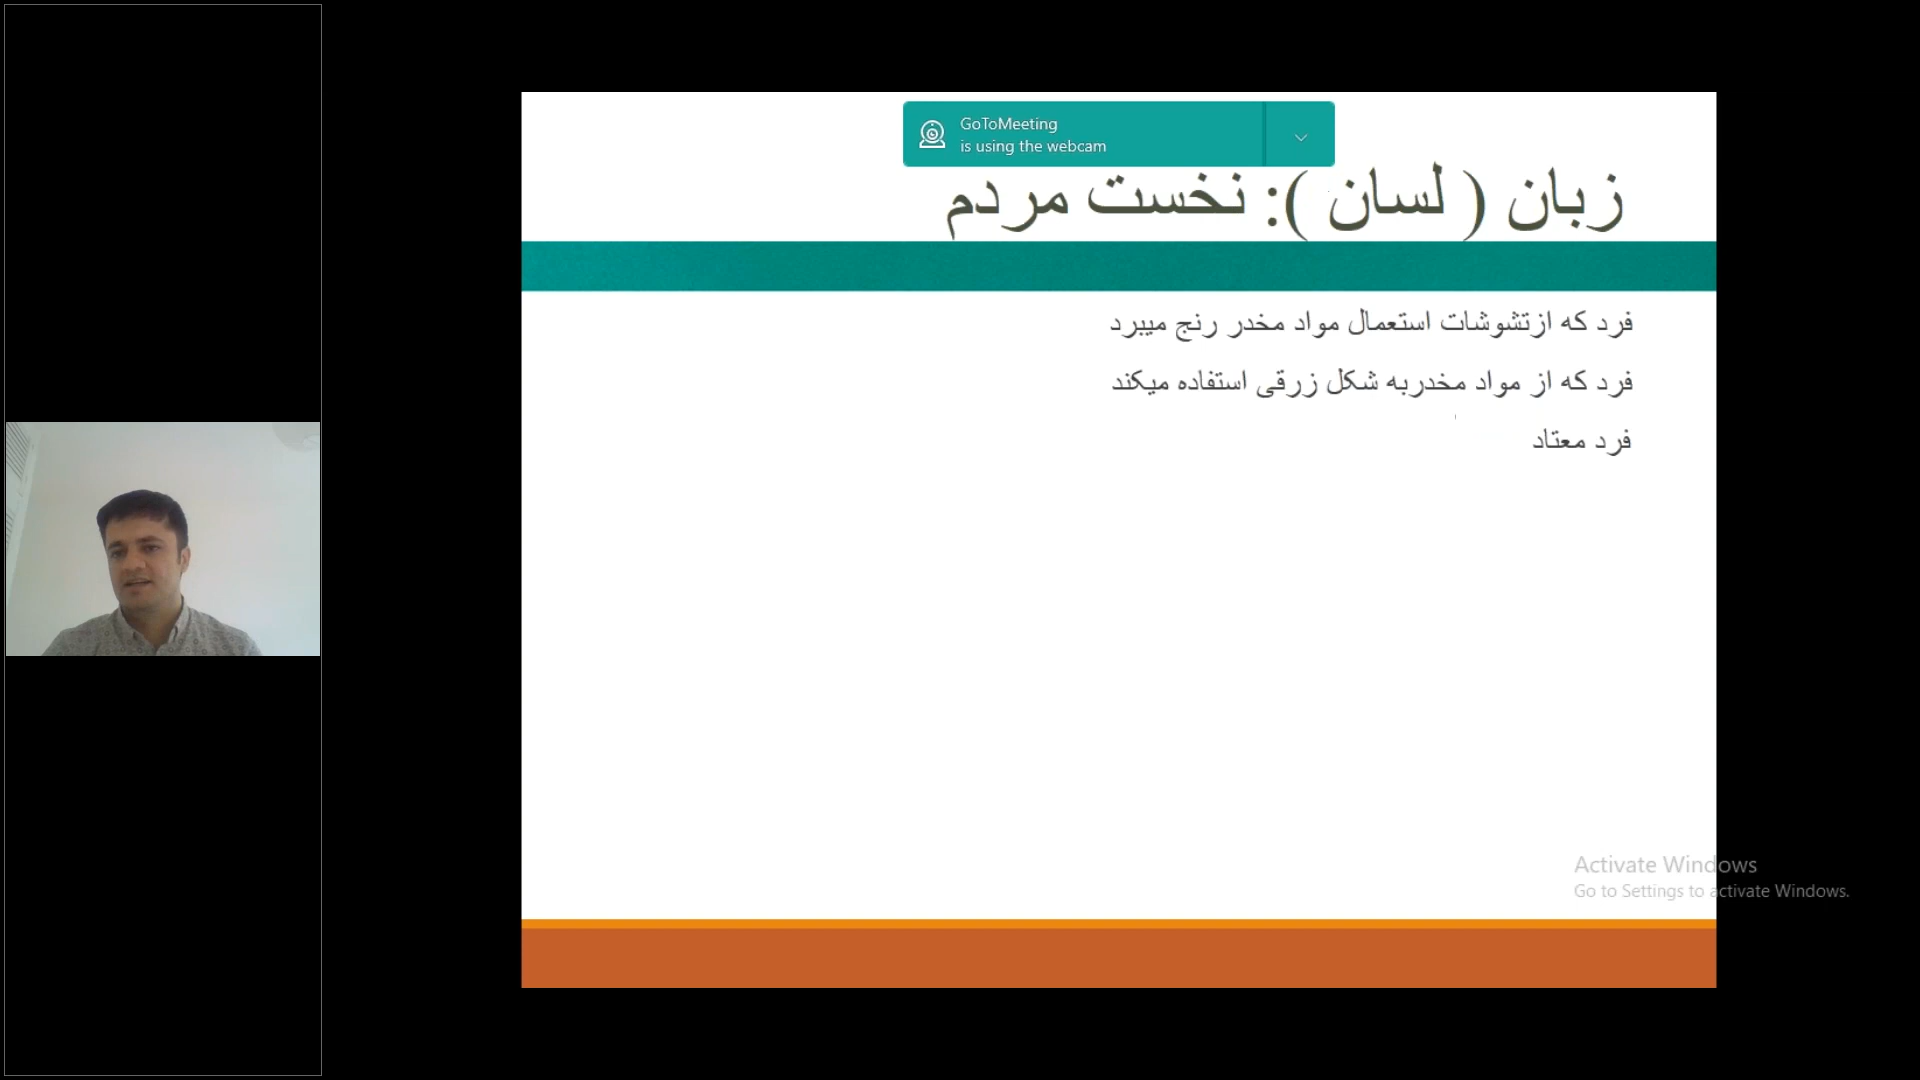 GoToMeeting
is using the webcam
زبان ( لسان ): نخست مردم
فرد که ازتشوشات استعمال مواد مخدر رنج میبرد
فرد که از مواد مخدربه شکل زرقی استفاده میکند
فرد معتاد
Activate Windows
Go to Settings to activate Windows.